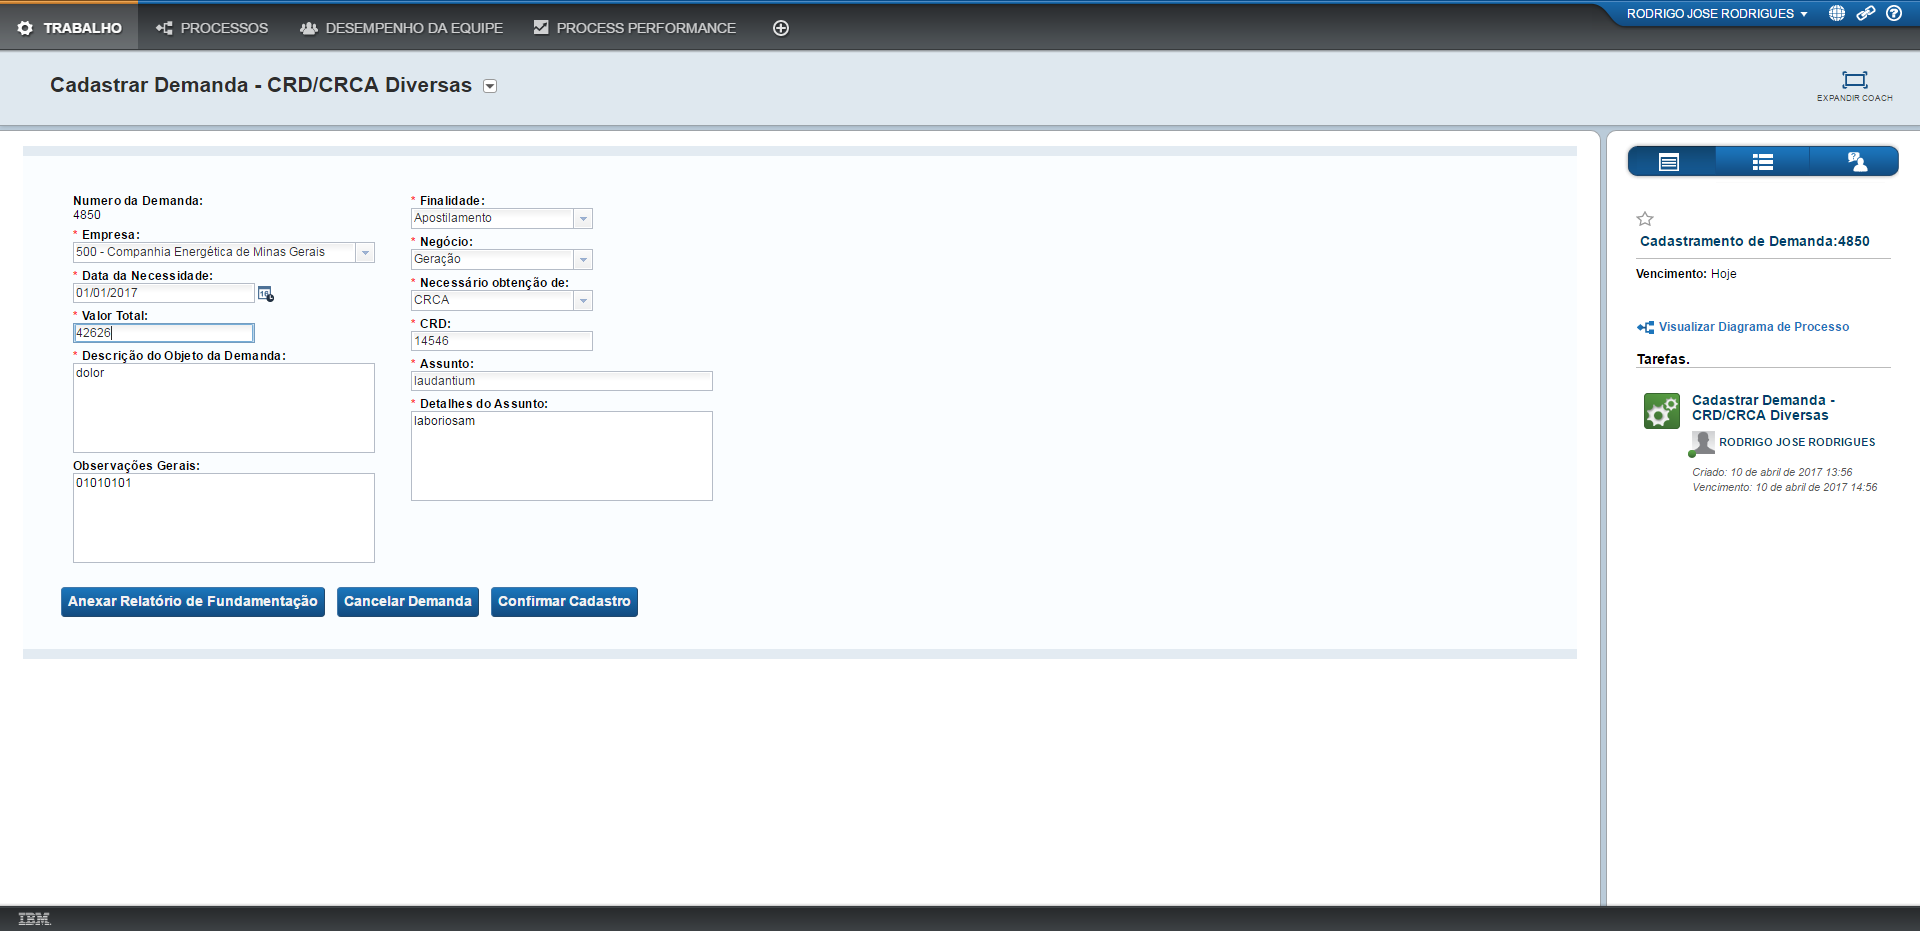 TRABALHO
PROCESSOS
DESEMPENHO DA EQUIPE
PROCESS PERFORMANCE
RODRIGO JOSE RODRIGUES
Cadastrar Demanda - CRD/CRCA Diversas
EXPANDIR COACH
Numero da Demanda:
4850
* Empresa:
500 - Companhia Energética de Minas Gerais
* Data da Necessidade:
01/01/2017
* Valor Total:
42626
* Descrição do Objeto da Demanda:
dolor
Observações Gerais:
01010101
* Finalidade:
Apostilamento
* Negócio:
Geração
* Necessário obtenção de:
CRCA
* CRD:
14546
* Assunto:
laudantium
* Detalhes do Assunto:
laboriosam
Anexar Relatório de Fundamentação
Cancelar Demanda
Confirmar Cadastro
Cadastramento de Demanda:4850
Vencimento: Hoje
Visualizar Diagrama de Processo
Tarefas.
Cadastrar Demanda -
CRD/CRCA Diversas
RODRIGO JOSE RODRIGUES
Criado: 10 de abril de 2017 13:56
Vencimento: 10 de abril de 2017 14:56
IBM